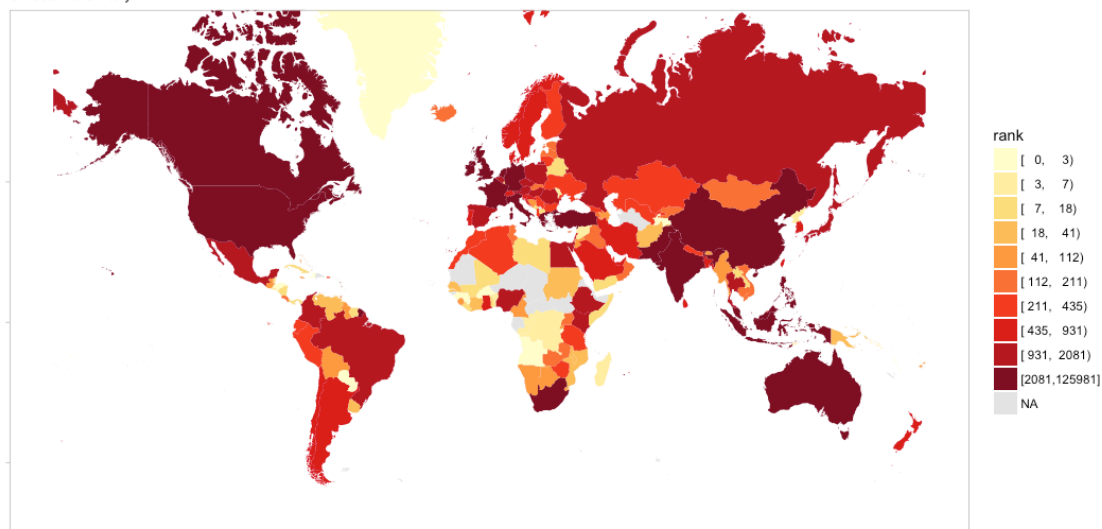 rank
[ 0, 3)
[ 3, 7)
[ 7, 18)
[ 18, 41)
[ 41, 112)
[ 112, 211)
[ 211, 435)
[ 435, 931)
[ 931, 2081)
[2081,125981]
NA